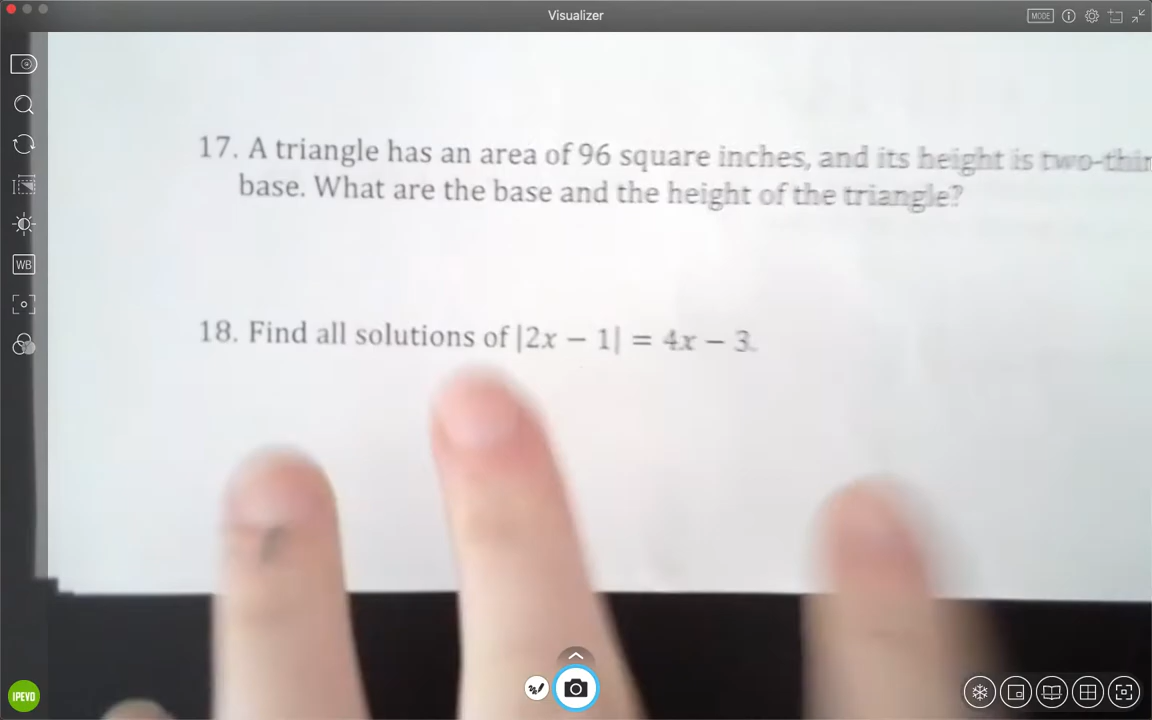 Visualizer
MODE
17. A triangle has an area of 96 square inches, and its height is
base. What are the base and the height of the triangle?
18. Find all solutions of |2x − 1| = 4x − 3.
WB
IPEVO